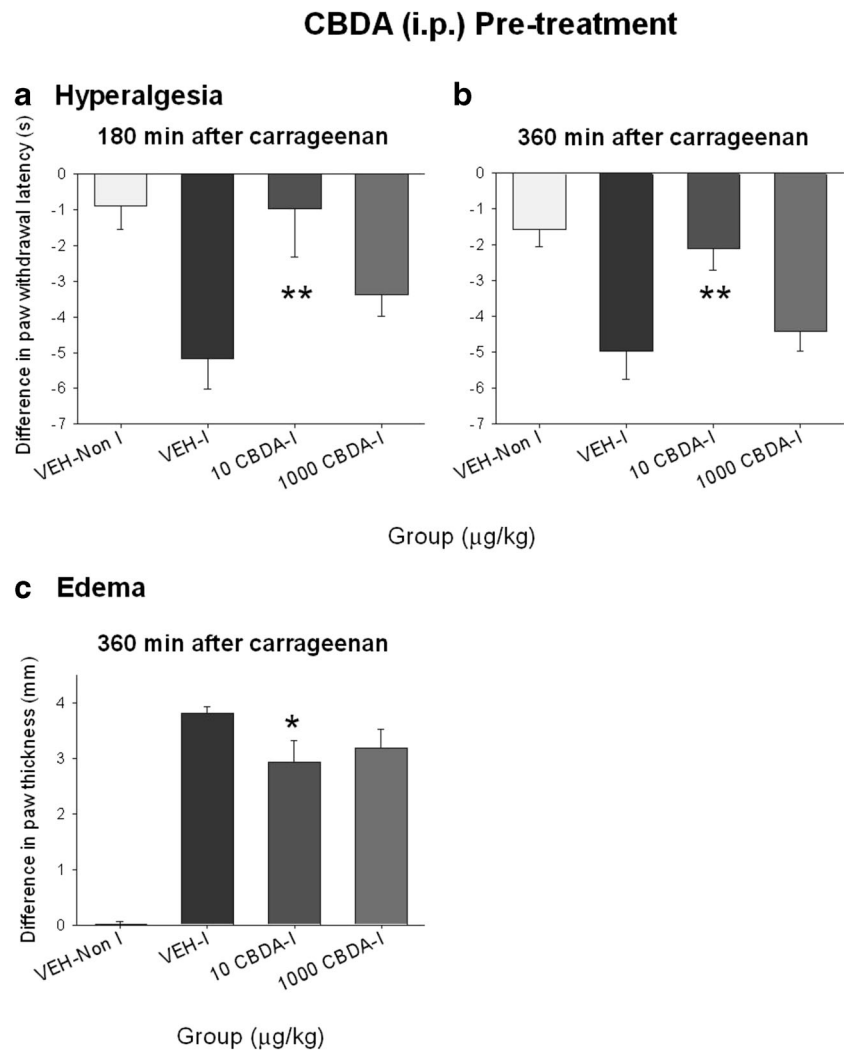 CBDA (i.p.) Pre-treatment
a Hyperalgesia
180 min after carrageenan
Difference in paw withdrawal latency (s)
0
-1
-2
-3
-4
-5
-6
-7
**
VEH-Non I
VEH-I
10 CBDA-I
1000 CBDA-I
b
360 min after carrageenan
0
-1
-2
-3
-4
-5
-6
-7
**
VEH-Non I
VEH-I
10 CBDA-I
1000 CBDA-I
Group (μg/kg)
c Edema
360 min after carrageenan
Difference in paw thickness (mm)
4
3
2
1
0
*
VEH-Non I
VEH-I
10 CBDA-I
1000 CBDA-I
Group (μg/kg)